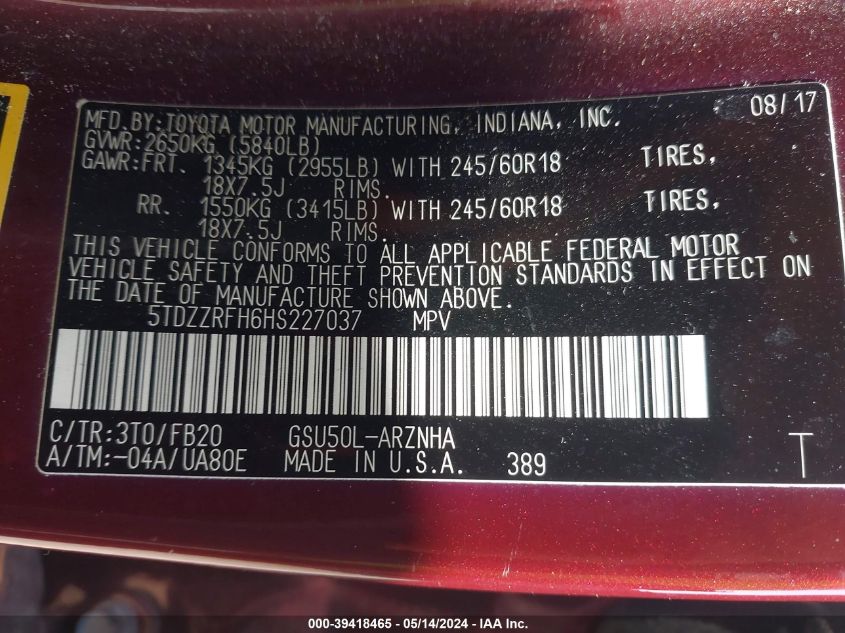 MFD.BY:TOYOTA MOTOR MANUFACTURING, INDIANA, INC. 08/17
GVWR:2650KG (5840LB)
GAWR:FRT. 1345KG (2955LB) WITH 245/60R18 TIRES,
18X7.5J RIMS.
RR. 1550KG (3415LB) WITH 245/60R18 TIRES,
18X7.5J RIMS.
THIS VEHICLE CONFORMS TO ALL APPLICABLE FEDERAL MOTOR
VEHICLE SAFETY AND THEFT PREVENTION STANDARDS IN EFFECT ON
THE DATE OF MANUFACTURE SHOWN ABOVE.
5TDZZRFH6HS227037 MPV
C/TR:3T0/FB20 GSU50L-ARZNHA
A/TM:-04A/UA80E MADE IN U.S.A. 389 T
000-39418465 - 05/14/2024 - IAAI Inc.